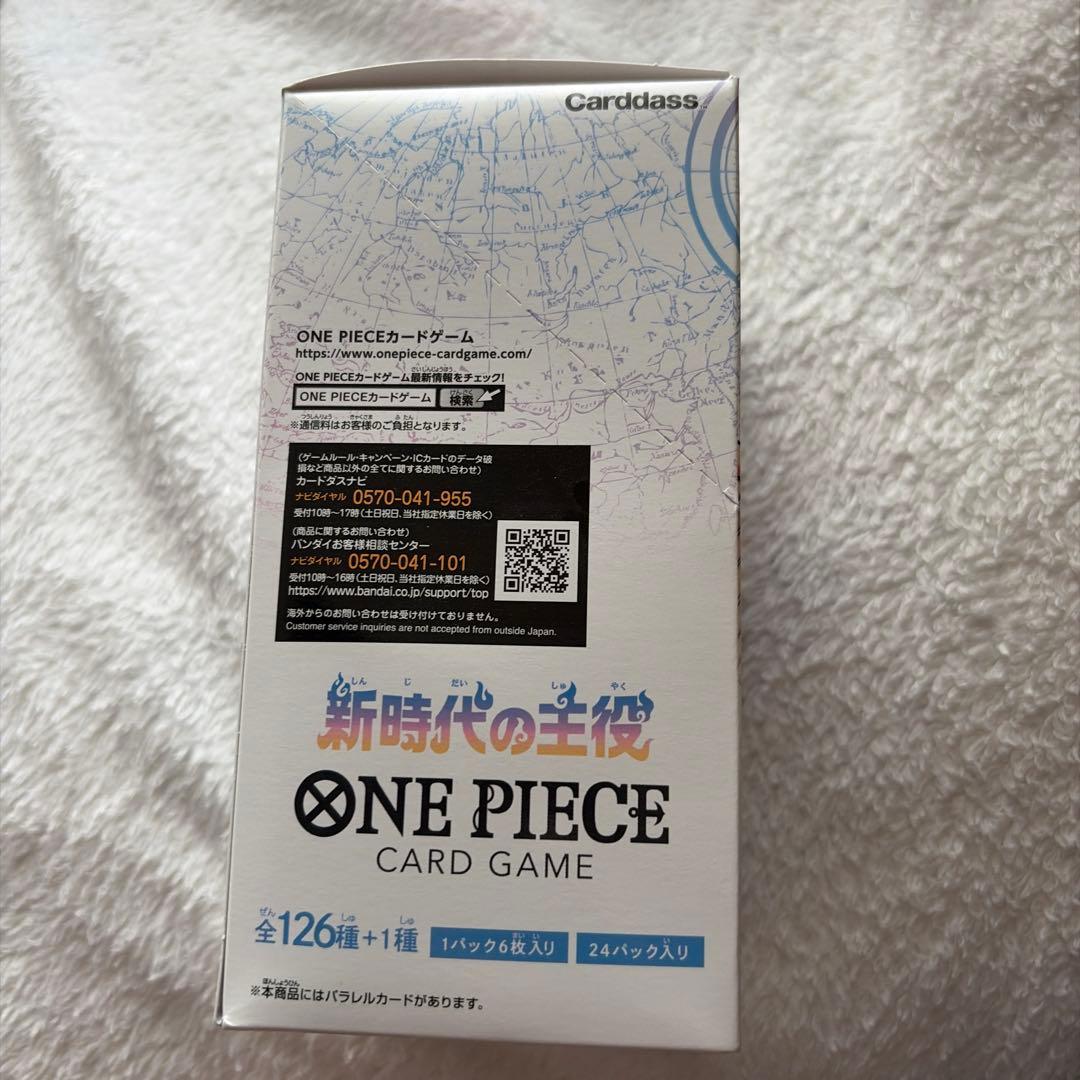 Carddass™
ONE PIECEカードゲーム
https://www.onepiece-cardgame.com/
ONE PIECEカードゲーム最新情報をチェック!
ONE PIECEカードゲーム 検索
※通信料はお客様のご負担となります。
(ゲームルール・キャンペーン・ICカードのデータ破
損など商品以外の全てに関するお問い合わせ)
カードダスナビ
ナビダイヤル 0570-041-955
受付10時～17時(土日祝日、当社指定休業日を除く)
(商品に関するお問い合わせ)
バンダイお客様相談センター
ナビダイヤル 0570-041-101
受付10時～16時(土日祝日、当社指定休業日を除く)
https://www.bandai.co.jp/support/top
海外からのお問い合わせは受け付けておりません。
Customer service inquiries are not accepted from outside Japan.
新時代の主役
ONE PIECE
CARD GAME
全126種+1種 1パック6枚入り 24パック入り
※本商品にはパラレルカードがあります。